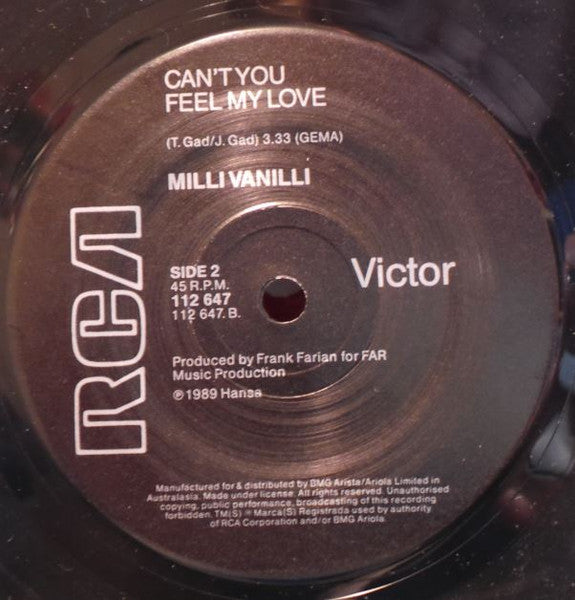 CAN'T YOU
FEEL MY LOVE
(T. Gad/J. Gad) 3.33 (GEMA)
MILLI VANILLI
RCA
SIDE 2
45 R.P.M.
112 647
112 647. B.
Victor
Produced by Frank Farian for FAR
Music Production
℗ 1989 Hansa
Manufactured for & distributed by BMG Arista/Ariola Limited in
Australasia. Made under license. All rights reserved. Unauthorised
copying, public performance, broadcasting of this recording
forbidden. TM(S) ® Marca(S) Registrada used by authority
of RCA Corporation and/or BMG Ariola.